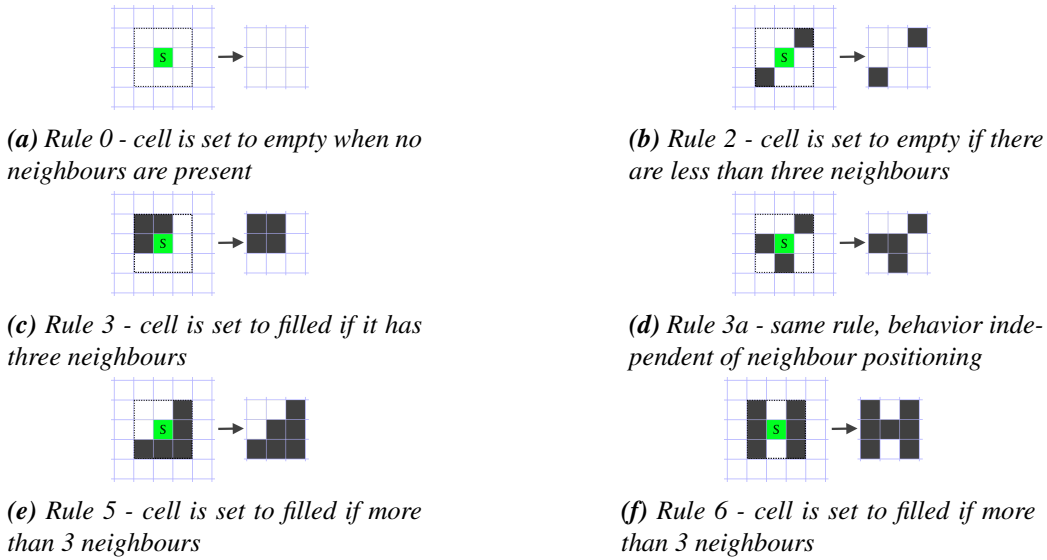 S
S
(a) Rule 0 - cell is set to empty when no
neighbours are present
(b) Rule 2 - cell is set to empty if there
are less than three neighbours
S
S
(c) Rule 3 - cell is set to filled if it has
three neighbours
(d) Rule 3a - same rule, behavior inde-
pendent of neighbour positioning
S
S
(e) Rule 5 - cell is set to filled if more
than 3 neighbours
(f) Rule 6 - cell is set to filled if more
than 3 neighbours